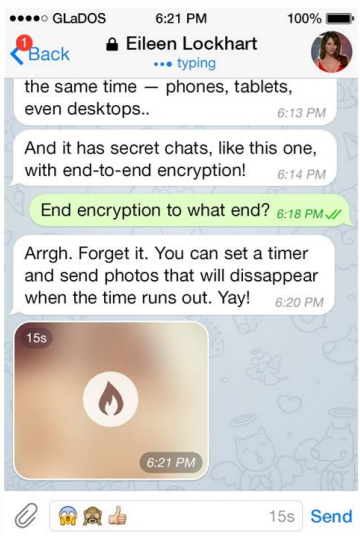 GLaDOS 6:21 PM 100%
1
Back
Eileen Lockhart
typing
the same time — phones, tablets,
even desktops..
6:13 PM
And it has secret chats, like this one,
with end-to-end encryption!
6:14 PM
End encryption to what end? 6:18 PM
Arrgh. Forget it. You can set a timer
and send photos that will dissappear
when the time runs out. Yay!
6:20 PM
15s
6:21 PM
😱🙈👍 15s Send